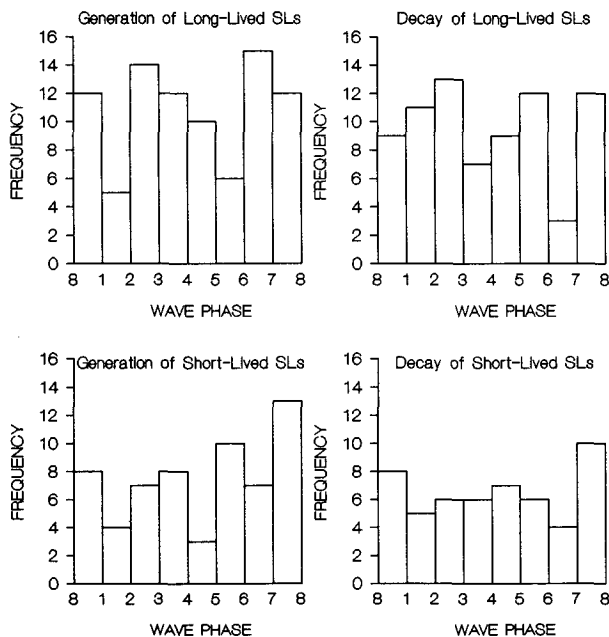 Generation of Long-Lived SLs
16
14
12
10
8
6
4
2
0
FREQUENCY
8 1 2 3 4 5 6 7 8
WAVE PHASE
Decay of Long-Lived SLs
16
14
12
10
8
6
4
2
0
FREQUENCY
8 1 2 3 4 5 6 7 8
WAVE PHASE
Generation of Short-Lived SLs
16
14
12
10
8
6
4
2
0
FREQUENCY
8 1 2 3 4 5 6 7 8
WAVE PHASE
Decay of Short-Lived SLs
16
14
12
10
8
6
4
2
0
FREQUENCY
8 1 2 3 4 5 6 7 8
WAVE PHASE